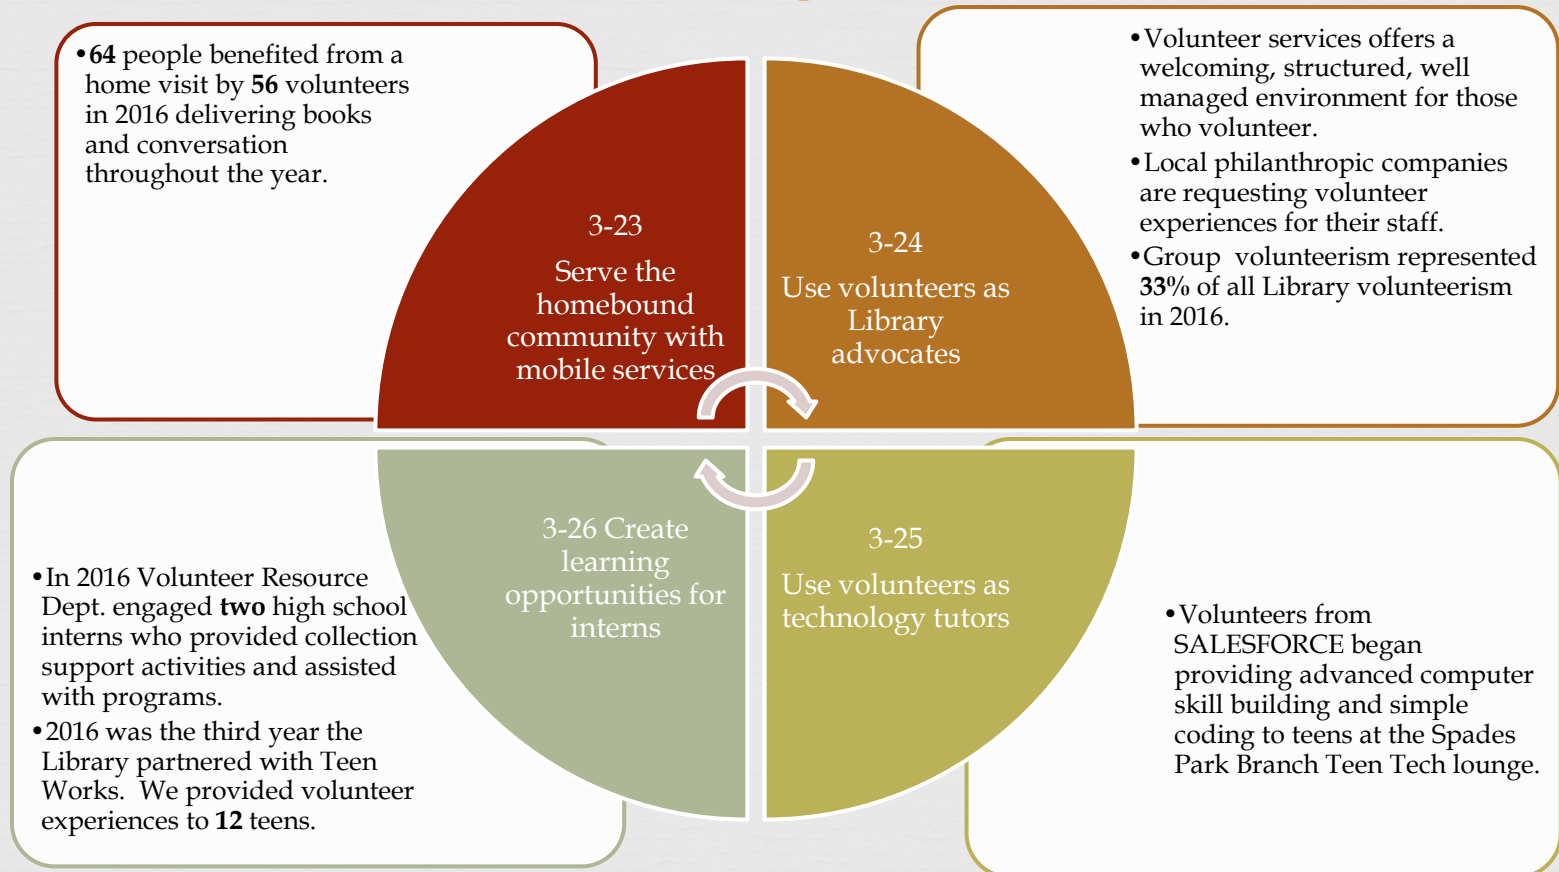 •64 people benefited from a
home visit by 56 volunteers
in 2016 delivering books
and conversation
throughout the year.
3-23
Serve the
homebound
community with
mobile services
3-24
Use volunteers as
Library
advocates
•Volunteer services offers a
welcoming, structured, well
managed environment for those
who volunteer.
•Local philanthropic companies
are requesting volunteer
experiences for their staff.
•Group  volunteerism represented
33% of all Library volunteerism
in 2016.
•In 2016 Volunteer Resource
Dept. engaged two high school
interns who provided collection
support activities and assisted
with programs.
•2016 was the third year the
Library partnered with Teen
Works.  We provided volunteer
experiences to 12 teens.
3-26 Create
learning
opportunities for
interns
3-25
Use volunteers as
technology tutors
•Volunteers from
SALESFORCE began
providing advanced computer
skill building and simple
coding to teens at the Spades
Park Branch Teen Tech lounge.